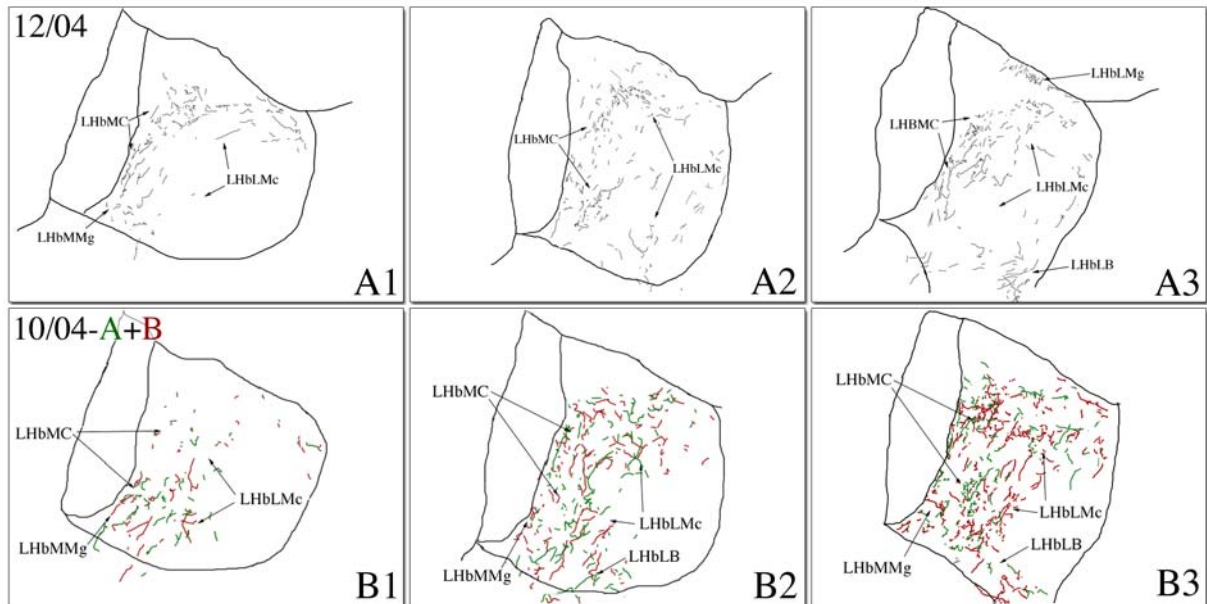 12/04
LHbMC
LHbLMc
LHbMMg
A1
LHbMC
LHbLMc
A2
LHbLMg
LHBMC
LHbLMc
LHbLB
A3
10/04-A+B
LHbMC
LHbLMc
LHbMMg
B1
LHbMC
LHbLMc
LHbLB
LHbMMg
B2
LHbMC
LHbLMc
LHbLB
LHbMMg
B3